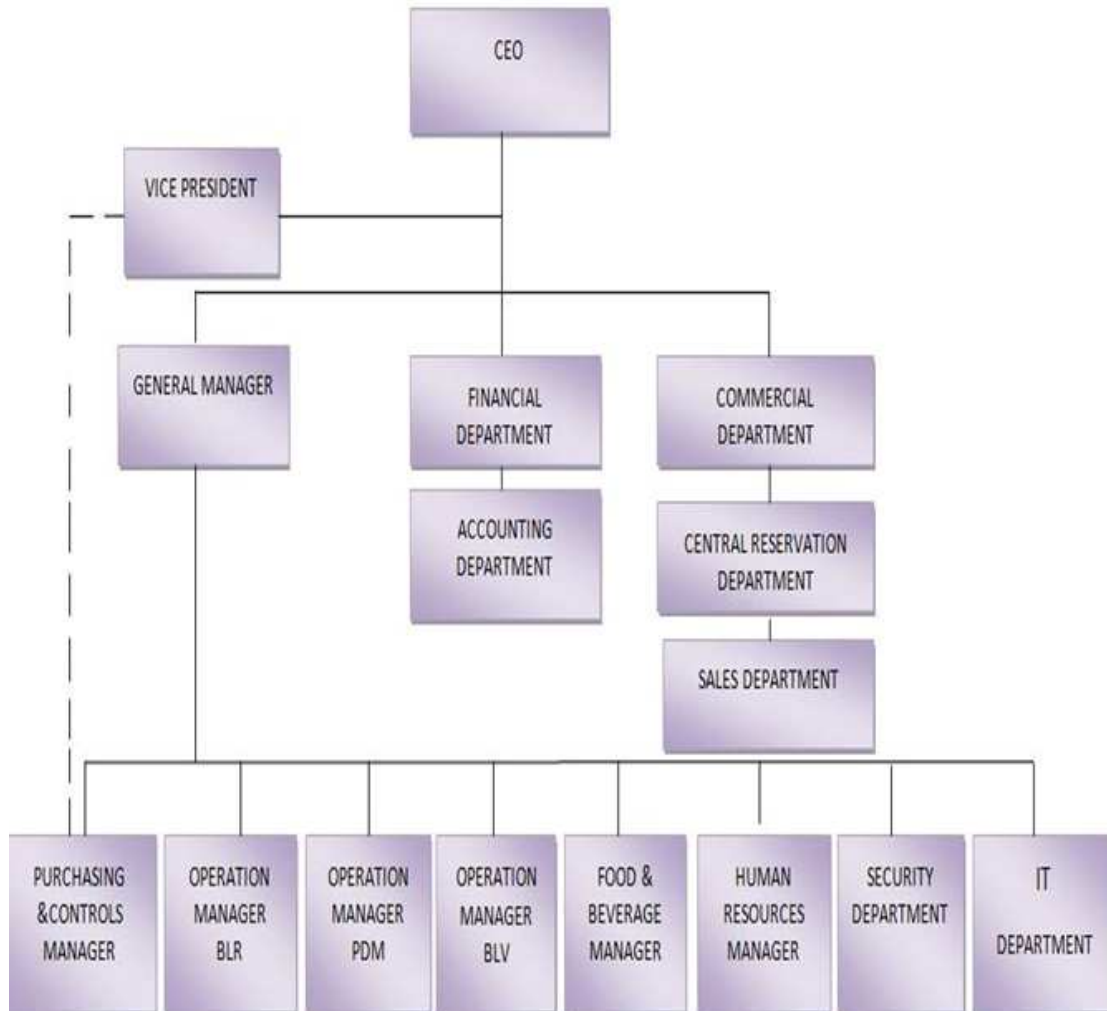 CEO
VICE PRESIDENT
GENERAL MANAGER
FINANCIAL
DEPARTMENT
COMMERCIAL
DEPARTMENT
ACCOUNTING
DEPARTMENT
CENTRAL RESERVATION
DEPARTMENT
SALES DEPARTMENT
PURCHASING
&CONTROLS
MANAGER
OPERATION
MANAGER
BLR
OPERATION
MANAGER
PDM
OPERATION
MANAGER
BLV
FOOD &
BEVERAGE
MANAGER
HUMAN
RESOURCES
MANAGER
SECURITY
DEPARTMENT
IT
DEPARTMENT